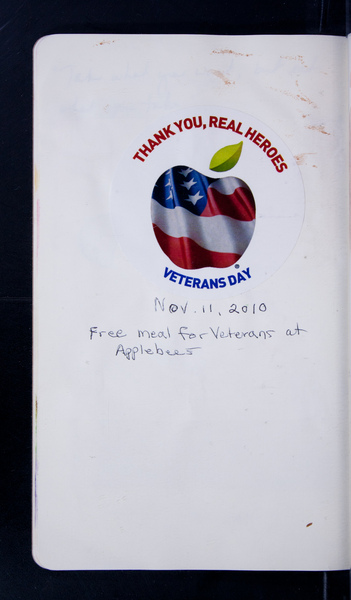 THANK YOU, REAL HEROES
VETERANS DAY
Nov. 11, 2010
Free meal for Veterans at
Applebees